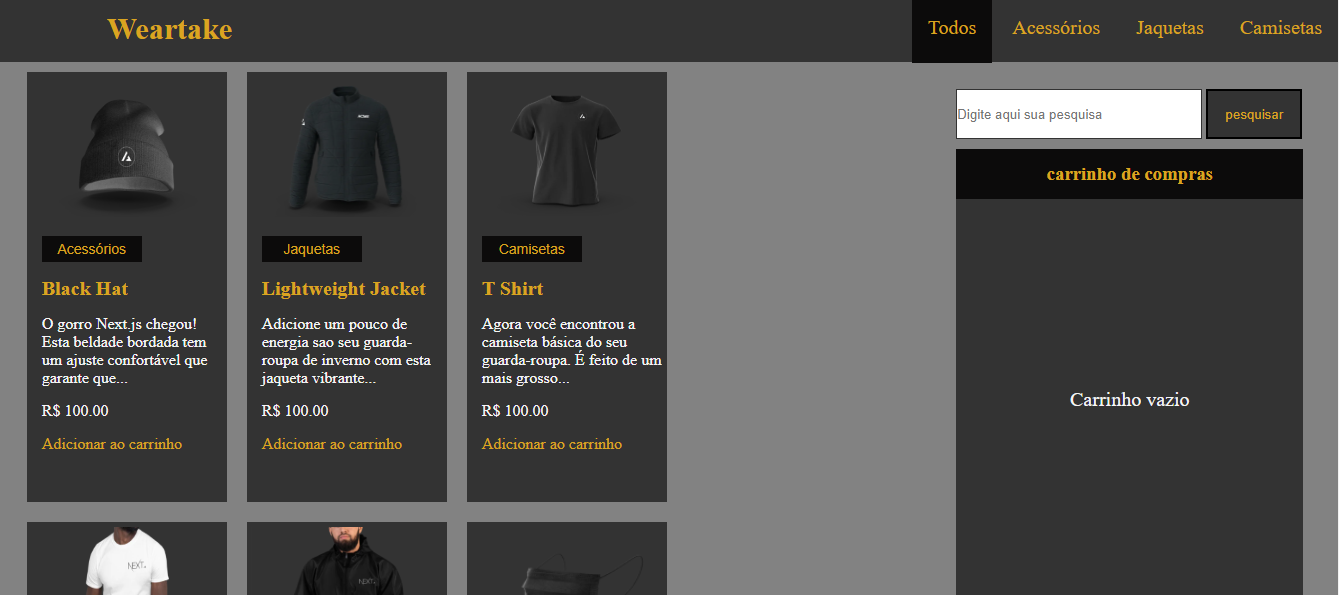 Weartake
Todos
Acessórios
Jaquetas
Camisetas
Digite aqui sua pesquisa
pesquisar
carrinho de compras
Carrinho vazio
Acessórios
Black Hat
O gorro Next.js chegou!
Esta beldade bordada tem
um ajuste confortável que
garante que...
R$ 100.00
Adicionar ao carrinho
Jaquetas
Lightweight Jacket
Adicione um pouco de
energia sao seu guarda-
roupa de inverno com esta
jaqueta vibrante...
R$ 100.00
Adicionar ao carrinho
Camisetas
T Shirt
Agora você encontrou a
camiseta básica do seu
guarda-roupa. É feito de um
mais grosso...
R$ 100.00
Adicionar ao carrinho
NEXT.
NEXT.